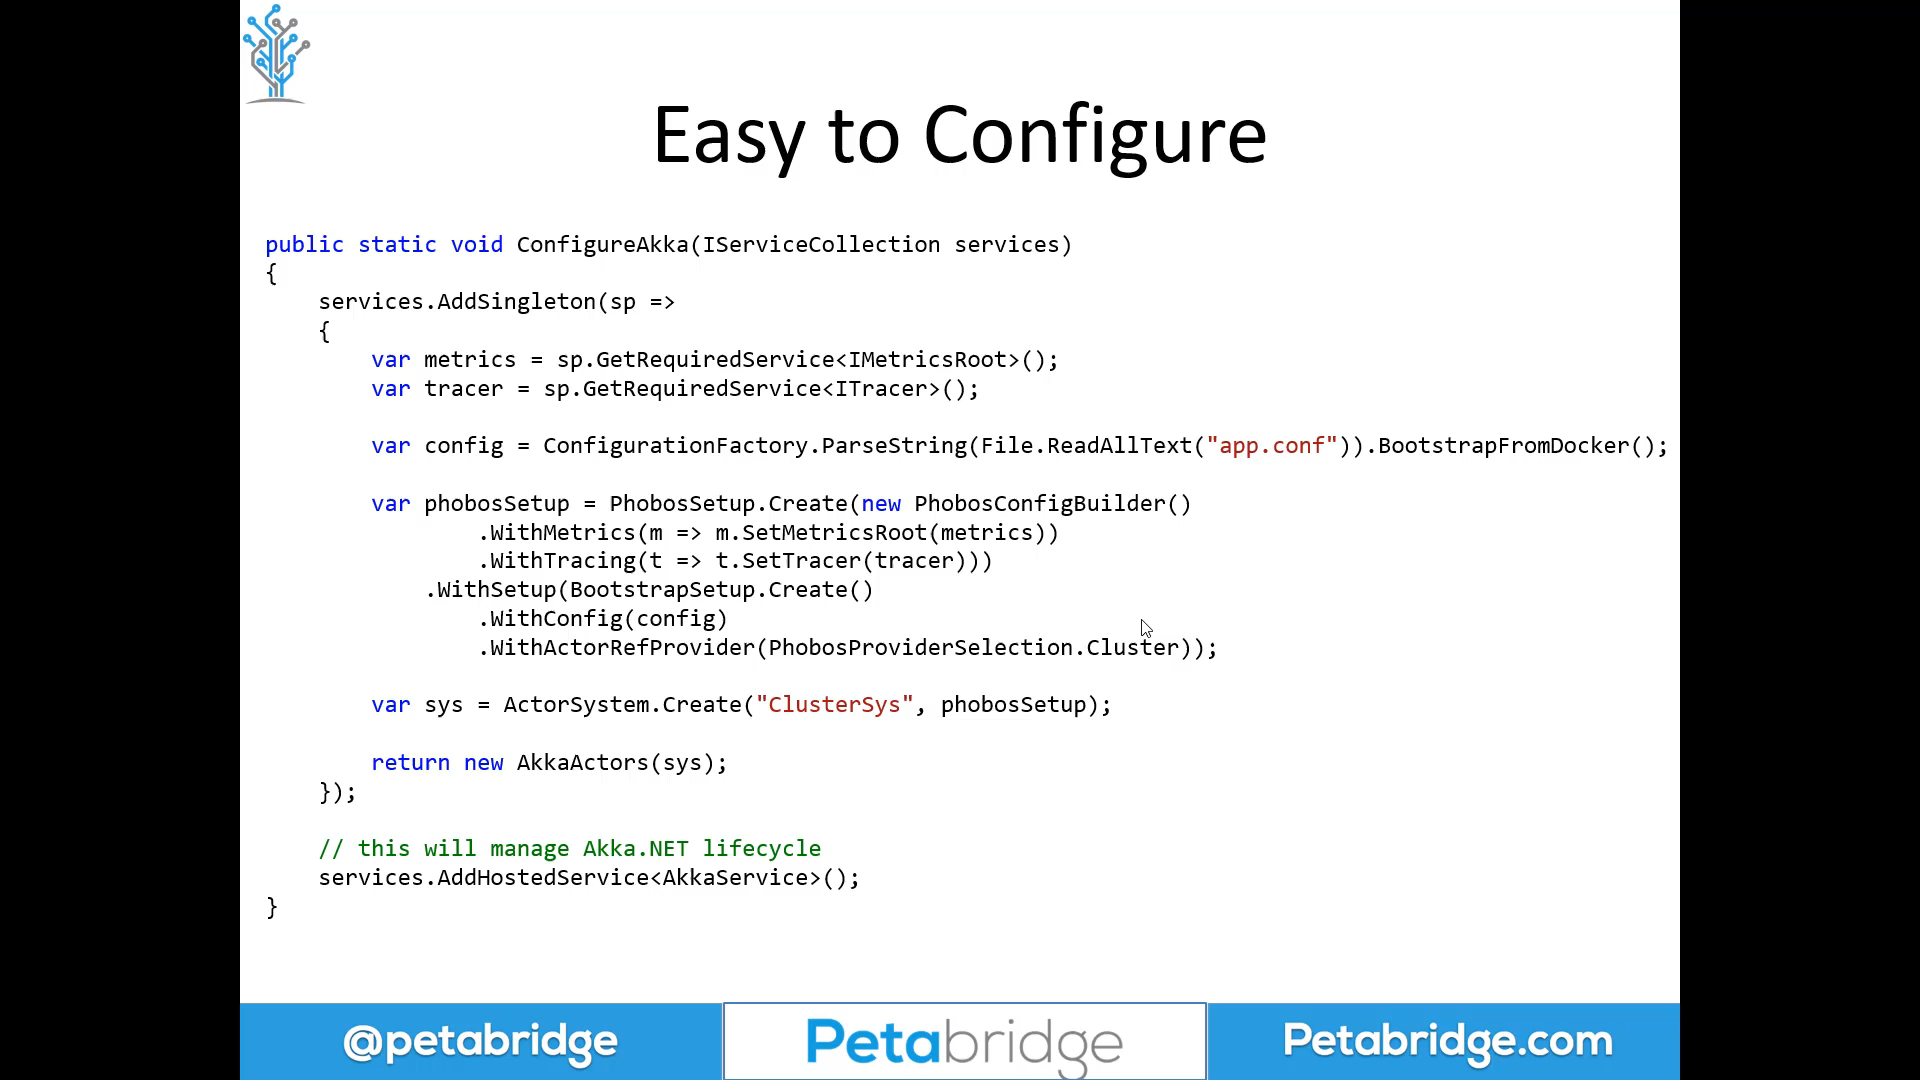 Easy to Configure
public static void ConfigureAkka(IServiceCollection services)
{
    services.AddSingleton(sp =>
    {
        var metrics = sp.GetRequiredService<IMetricsRoot>();
        var tracer = sp.GetRequiredService<ITracer>();
        var config = ConfigurationFactory.ParseString(File.ReadAllText("app.conf")).BootstrapFromDocker();
        var phobosSetup = PhobosSetup.Create(new PhobosConfigBuilder()
                .WithMetrics(m => m.SetMetricsRoot(metrics))
                .WithTracing(t => t.SetTracer(tracer)))
            .WithSetup(BootstrapSetup.Create()
                .WithConfig(config)
                .WithActorRefProvider(PhobosProviderSelection.Cluster));
        var sys = ActorSystem.Create("ClusterSys", phobosSetup);
        return new AkkaActors(sys);
    });
    // this will manage Akka.NET lifecycle
    services.AddHostedService<AkkaService>();
}
@petabridge
Petabridge
Petabridge.com